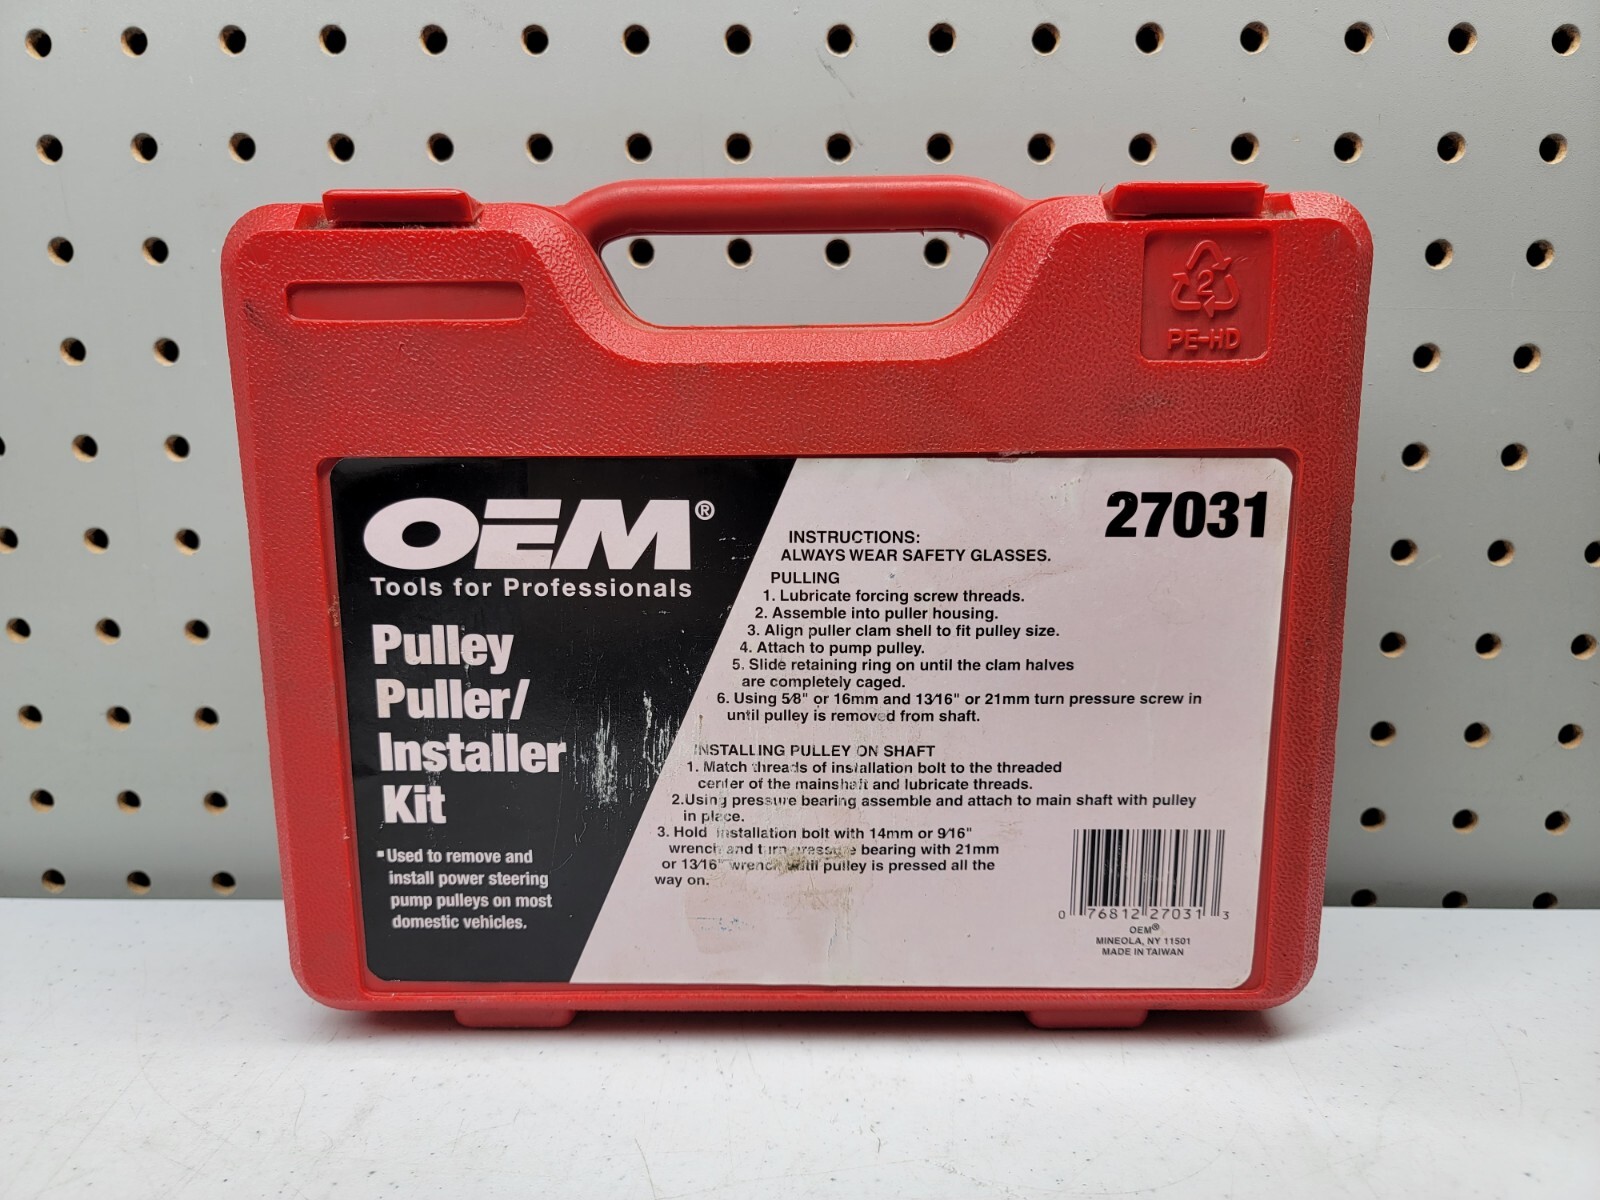 2
PE-HD
OEM®
Tools for Professionals
Pulley
Puller/
Installer
Kit
▪Used to remove and
install power steering
pump pulleys on most
domestic vehicles.
27031
INSTRUCTIONS:
ALWAYS WEAR SAFETY GLASSES.
PULLING
1. Lubricate forcing screw threads.
2. Assemble into puller housing.
3. Align puller clam shell to fit pulley size.
4. Attach to pump pulley.
5. Slide retaining ring on until the clam halves
are completely caged.
6. Using 5/8" or 16mm and 13/16" or 21mm turn pressure screw in
until pulley is removed from shaft.
INSTALLING PULLEY ON SHAFT
1. Match threads of installation bolt to the threaded
center of the mainshaft and lubricate threads.
2.Using pressure bearing assemble and attach to main shaft with pulley
in place.
3. Hold installation bolt with 14mm or 9/16"
wrench and turn pressure bearing with 21mm
or 13/16" wrench until pulley is pressed all the
way on.
0 76812 27031 3
OEM®
MINEOLA, NY 11501
MADE IN TAIWAN